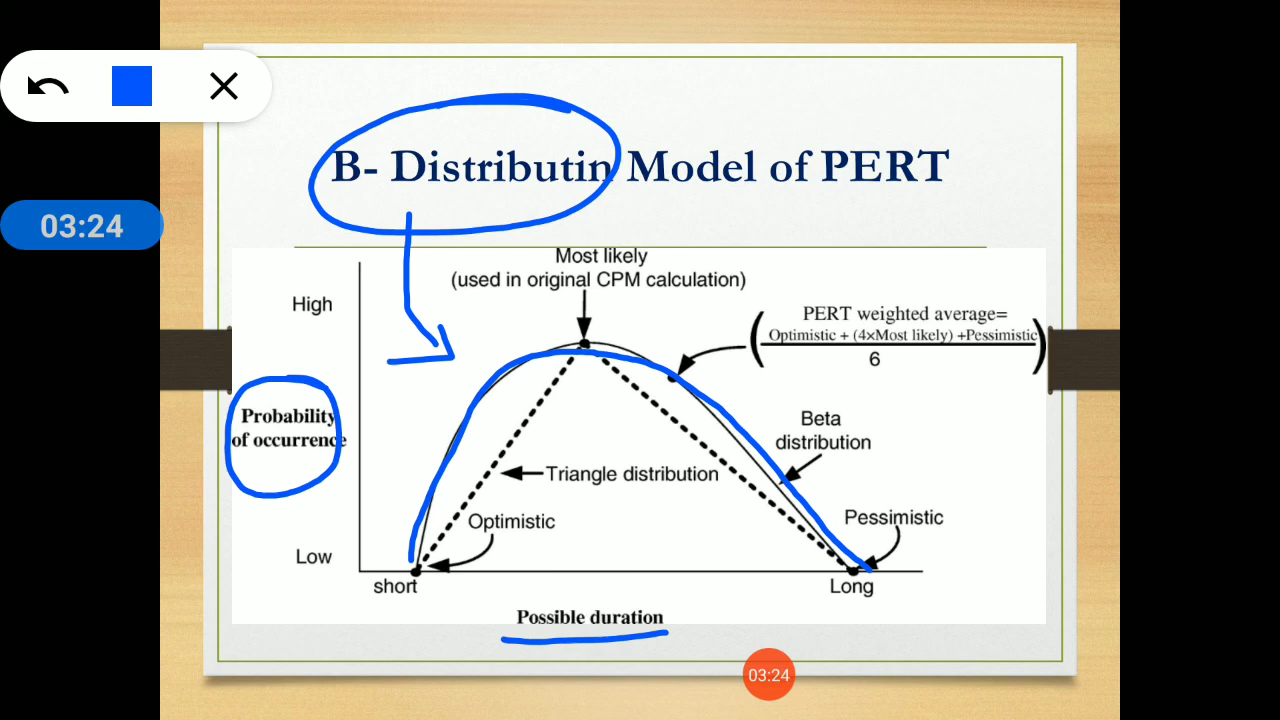 03:24
B- Distributin Model of PERT
Most likely
(used in original CPM calculation)
High
PERT weighted average=
Optimistic + (4×Most likely) +Pessimistic
6
Probability
of occurrence
Beta
distribution
Triangle distribution
Optimistic
Pessimistic
Low
short
Long
Possible duration
03:24